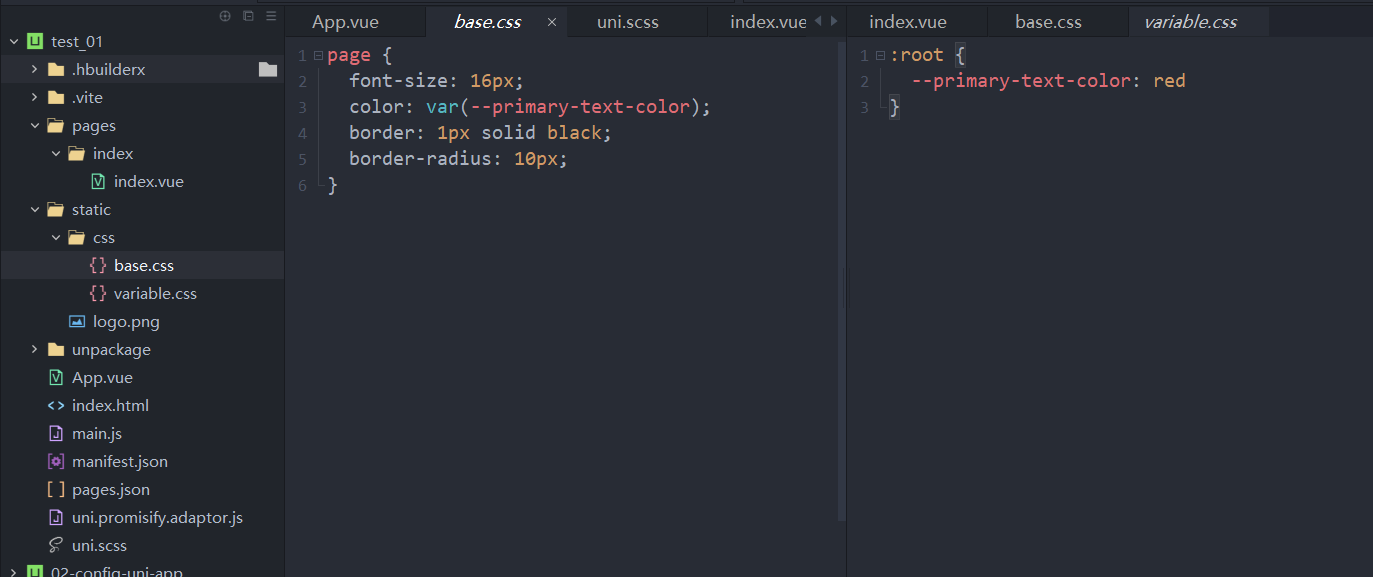 App.vue
base.css ×
uni.scss
index.vue
index.vue
base.css
variable.css
test_01
.hbuilderx
.vite
pages
index
index.vue
static
css
{} base.css
{} variable.css
logo.png
unpackage
App.vue
<> index.html
main.js
manifest.json
[ ] pages.json
uni.promisify.adaptor.js
uni.scss
02-config-uni-app
1 page {
2 font-size: 16px;
3 color: var(--primary-text-color);
4 border: 1px solid black;
5 border-radius: 10px;
6 }
1 :root {
2 --primary-text-color: red
3 }